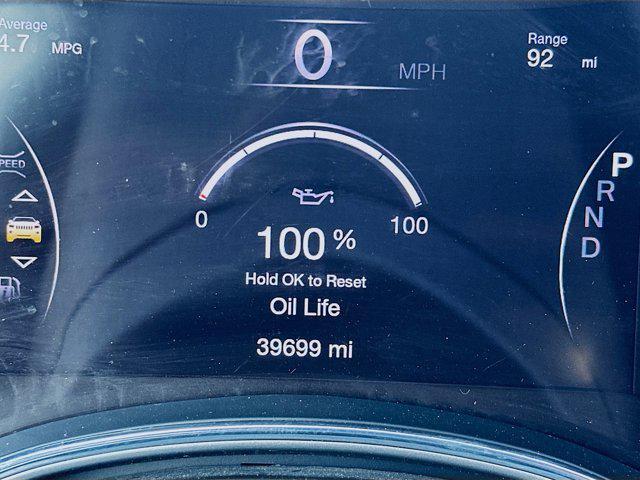 Average
4.7 MPG
0
MPH
Range
92 mi
SPEED
P
R
N
D
0
100
100 %
Hold OK to Reset
Oil Life
39699 mi